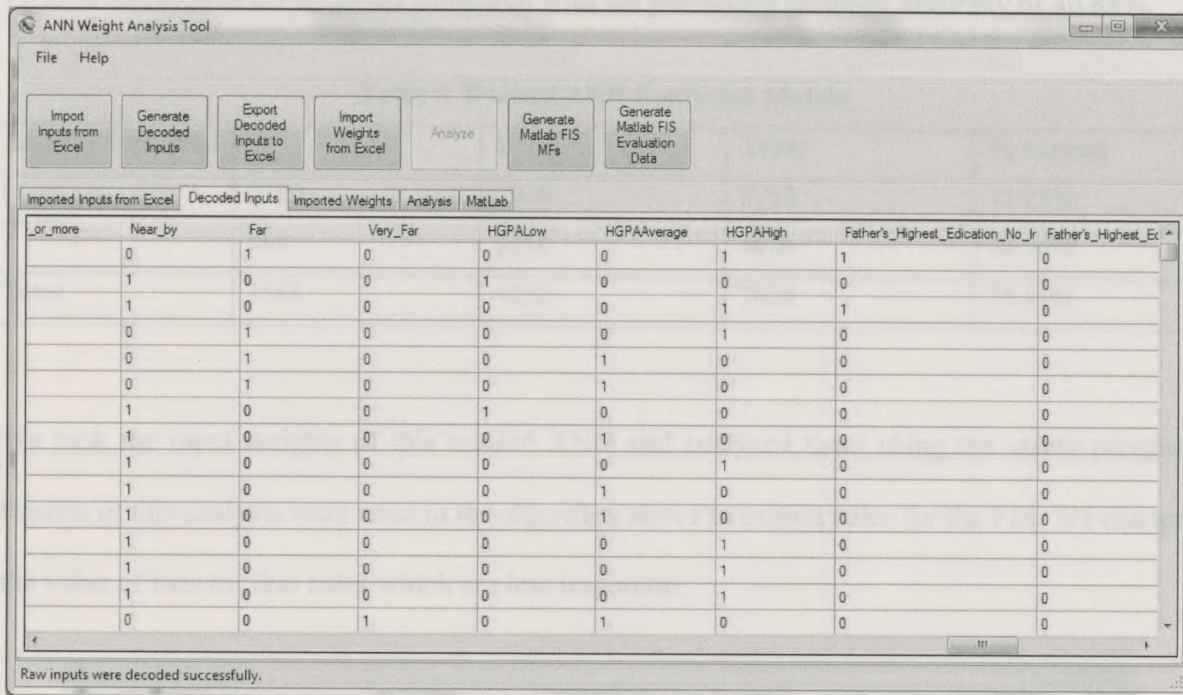 ANN Weight Analysis Tool
File Help
Import Inputs from Excel
Generate Decoded Inputs
Export Decoded Inputs to Excel
Import Weights from Excel
Analyze
Generate Matlab FIS MFs
Generate Matlab FIS Evaluation Data
Imported Inputs from Excel Decoded Inputs Imported Weights Analysis MatLab
_or_more Near_by Far Very_Far HGPALow HGPAAverage HGPAHigh Father's_Highest_Edication_No_Ir Father's_Highest_Ec
0 1 0 0 0 1 1 0
1 0 0 1 0 0 0 0
1 0 0 0 0 1 1 0
0 1 0 0 0 1 0 0
0 1 0 0 1 0 0 0
0 1 0 0 1 0 0 0
1 0 0 1 0 0 0 0
1 0 0 0 1 0 0 0
1 0 0 0 0 1 0 0
1 0 0 0 1 0 0 0
1 0 0 0 1 0 0 0
1 0 0 0 0 1 0 0
1 0 0 0 0 1 0 0
1 0 0 0 0 1 0 0
0 0 1 0 1 0 0 0
Raw inputs were decoded successfully.